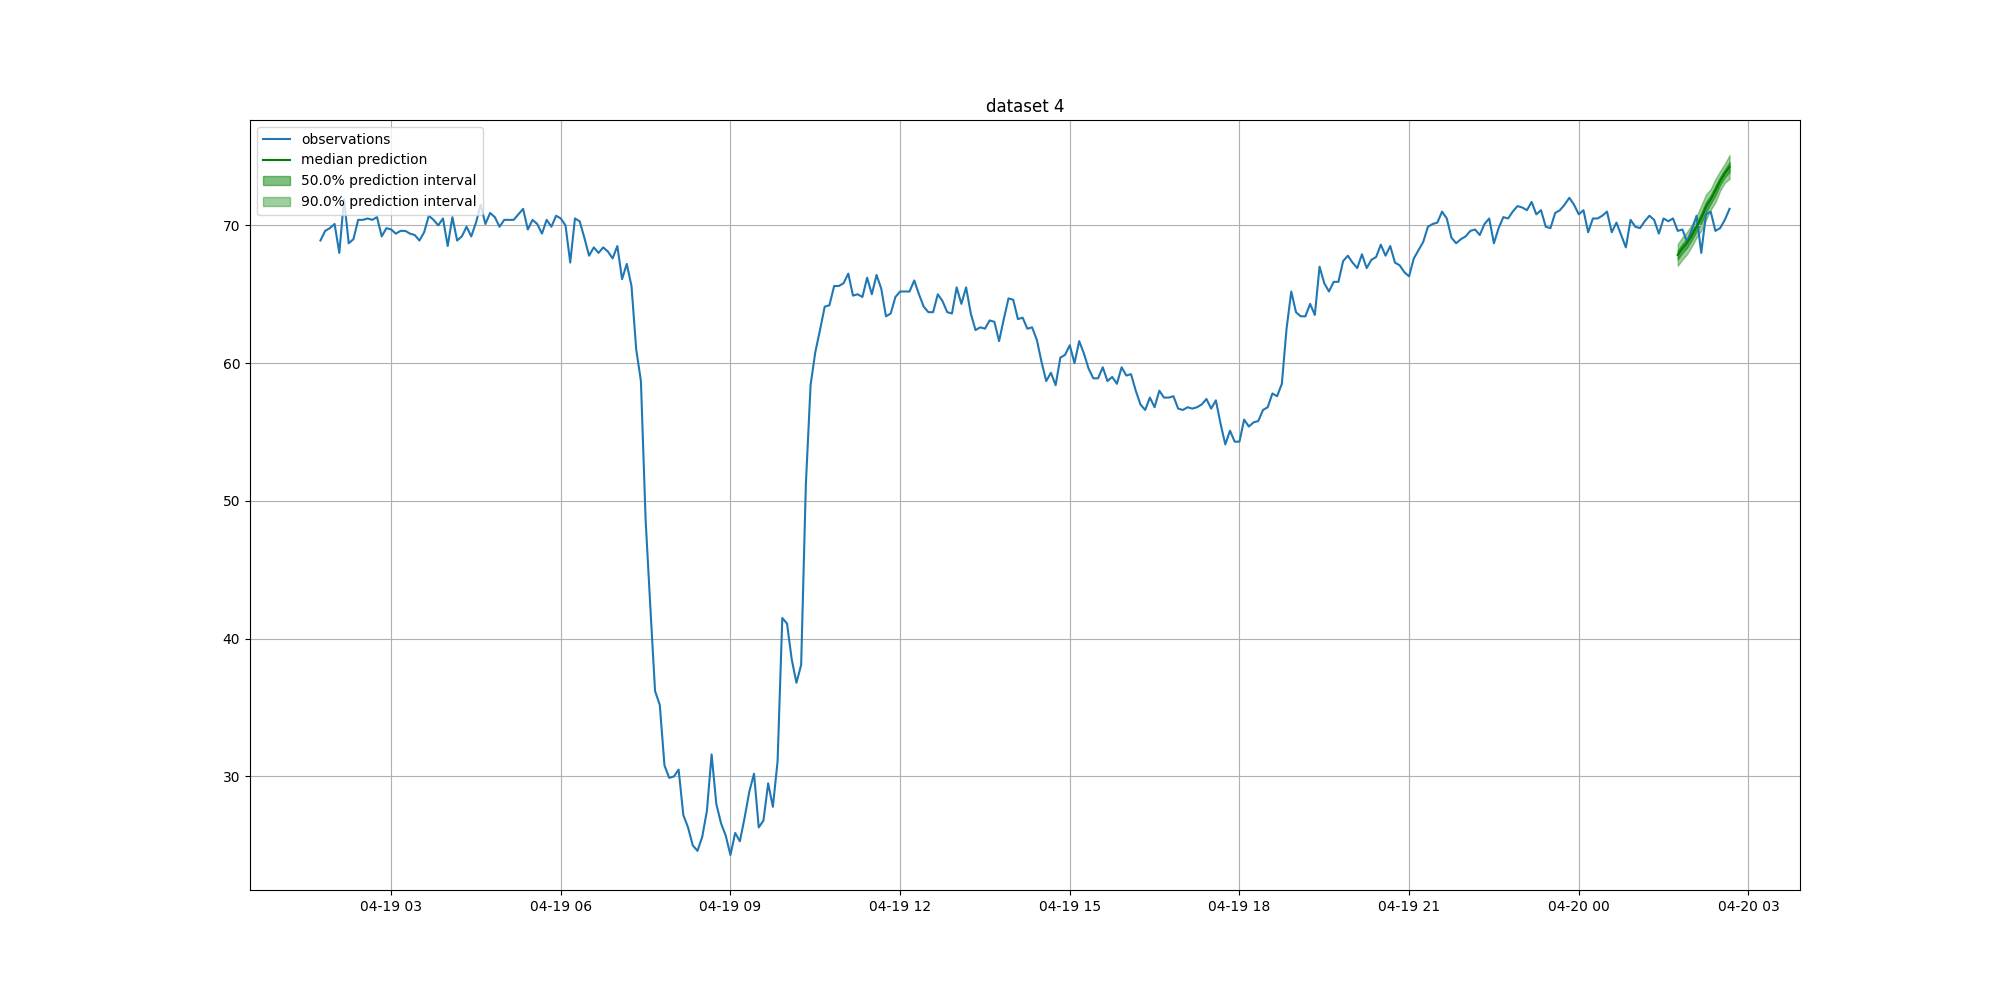 dataset 4
observations
median prediction
50.0% prediction interval
90.0% prediction interval
70
60
50
40
30
04-19 03
04-19 06
04-19 09
04-19 12
04-19 15
04-19 18
04-19 21
04-20 00
04-20 03